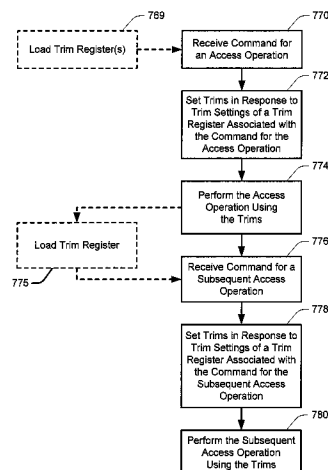 769
770
Load Trim Register(s)
Receive Command for
an Access Operation
772
Set Trims in Response to
Trim Settings of a Trim
Register Associated with
the Command for the
Access Operation
774
Perform the Access
Operation Using
the Trims
Load Trim Register
775
776
Receive Command for a
Subsequent Access
Operation
778
Set Trims in Response to
Trim Settings of a Trim
Register Associated with
the Command for the
Subsequent Access
Operation
780
Perform the Subsequent
Access Operation
Using the Trims